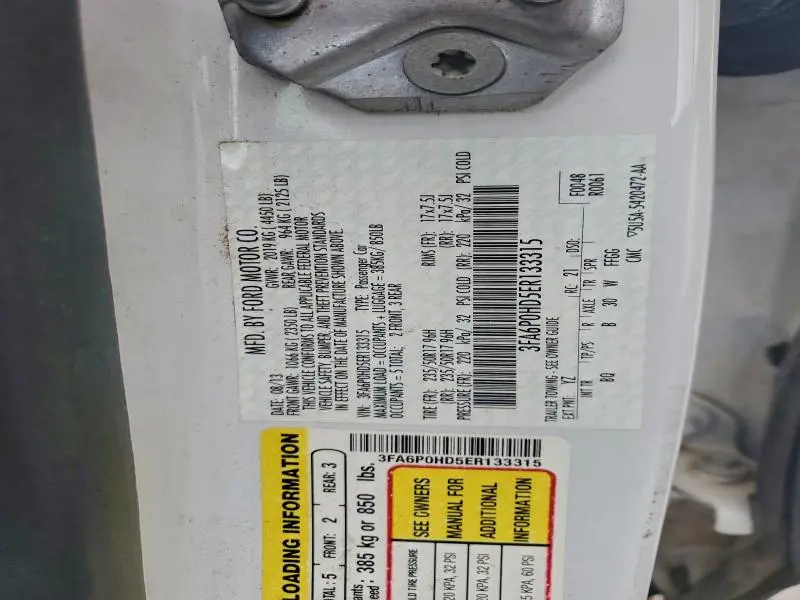 MFD. BY FORD MOTOR CO.
DATE: 08/13
GVWR: 2019 KG (4450 LB)
FRONT GAWR: 1066 KG (2350 LB)
REAR GAWR: 964 KG (2125 LB)
THIS VEHICLE CONFORMS TO ALL APPLICABLE FEDERAL MOTOR
VEHICLE SAFETY, BUMPER, AND THEFT PREVENTION STANDARDS
IN EFFECT ON THE DATE OF MANUFACTURE SHOWN ABOVE.
VIN: 3FA6P0HD5ER133315 TYPE: Passenger Car
MAXIMUM LOAD = OCCUPANTS + LUGGAGE = 385KG/ 850LB
OCCUPANTS = 5 TOTAL: 2 FRONT, 3 REAR
TIRE (FR): 235/50R17 96H RIMS (FR): 17x7.5J
(RR): 235/50R17 96H (RR): 17x7.5J
PRESSURE (FR): 220 kPa/ 32 PSI COLD (RR): 220 kPa/ 32 PSI COLD
3FA6P0HD5ER133315
TRAILER TOWING - SEE OWNER GUIDE
F0048
R0061
EXT PNT: YZ RC: 21 DSO:
INT TR TP/PS R AXLE TR SPR
BQ B 30 W FFGG
CNC 5U5A-5420472-AA
3FA6P0HD5ER133315
LOADING INFORMATION
TOTAL: 5 FRONT: 2 REAR: 3
385 kg or 850 lbs.
TIRE PRESSURE
KPA, 32 PSI
KPA, 32 PSI
KPA, 60 PSI
SEE OWNERS
MANUAL FOR
ADDITIONAL
INFORMATION